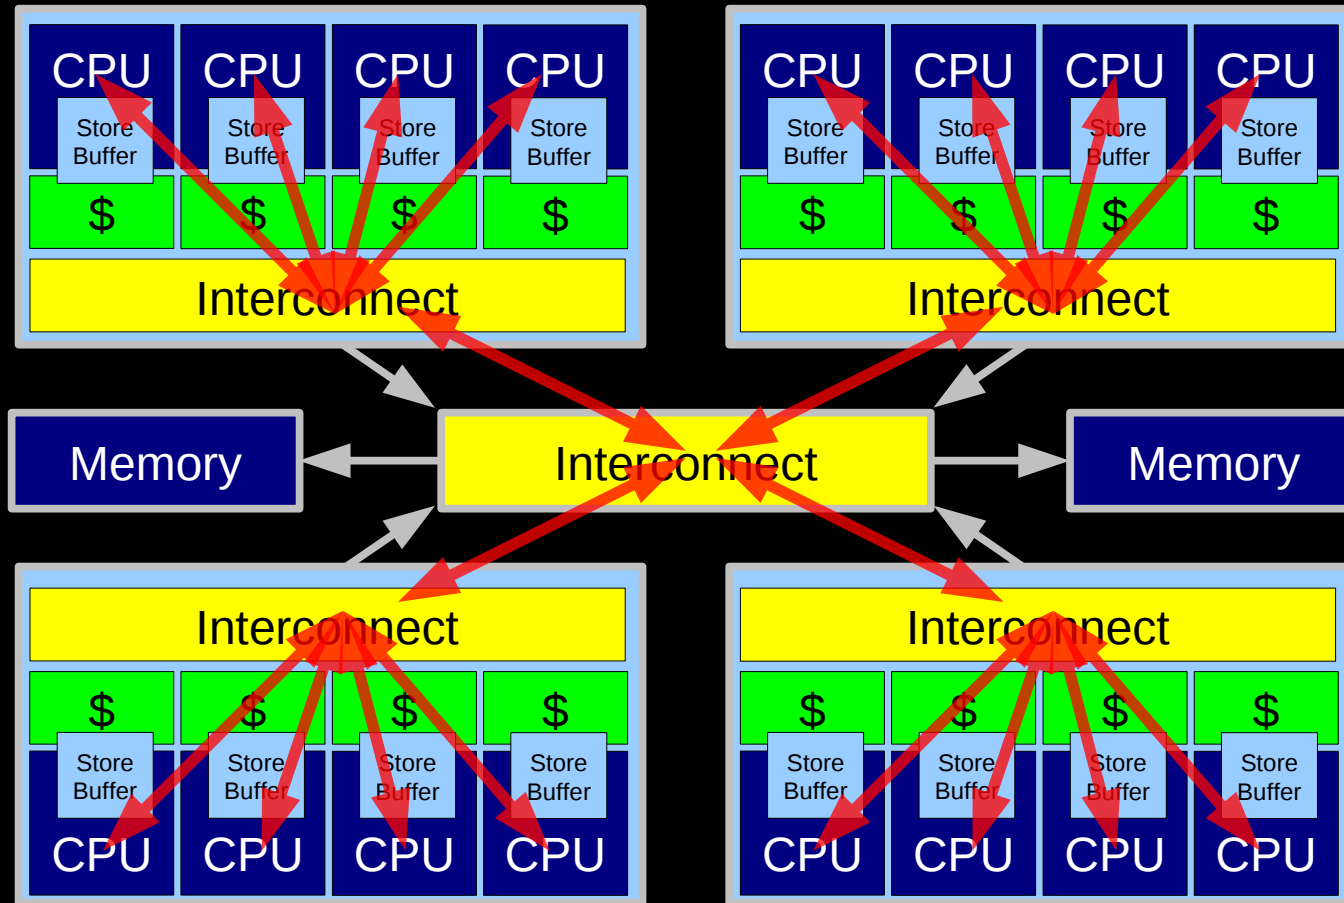 CPU CPU CPU CPU CPU CPU CPU CPU
Store Store Store Store Store Store Store Store
Buffer Buffer Buffer Buffer Buffer Buffer Buffer Buffer
$ $ $ $ $ $ $ $
Interconnect Interconnect
Memory Interconnect Memory
Interconnect Interconnect
$ $ $ $ $ $ $ $
Store Store Store Store Store Store Store Store
Buffer Buffer Buffer Buffer Buffer Buffer Buffer Buffer
CPU CPU CPU CPU CPU CPU CPU CPU